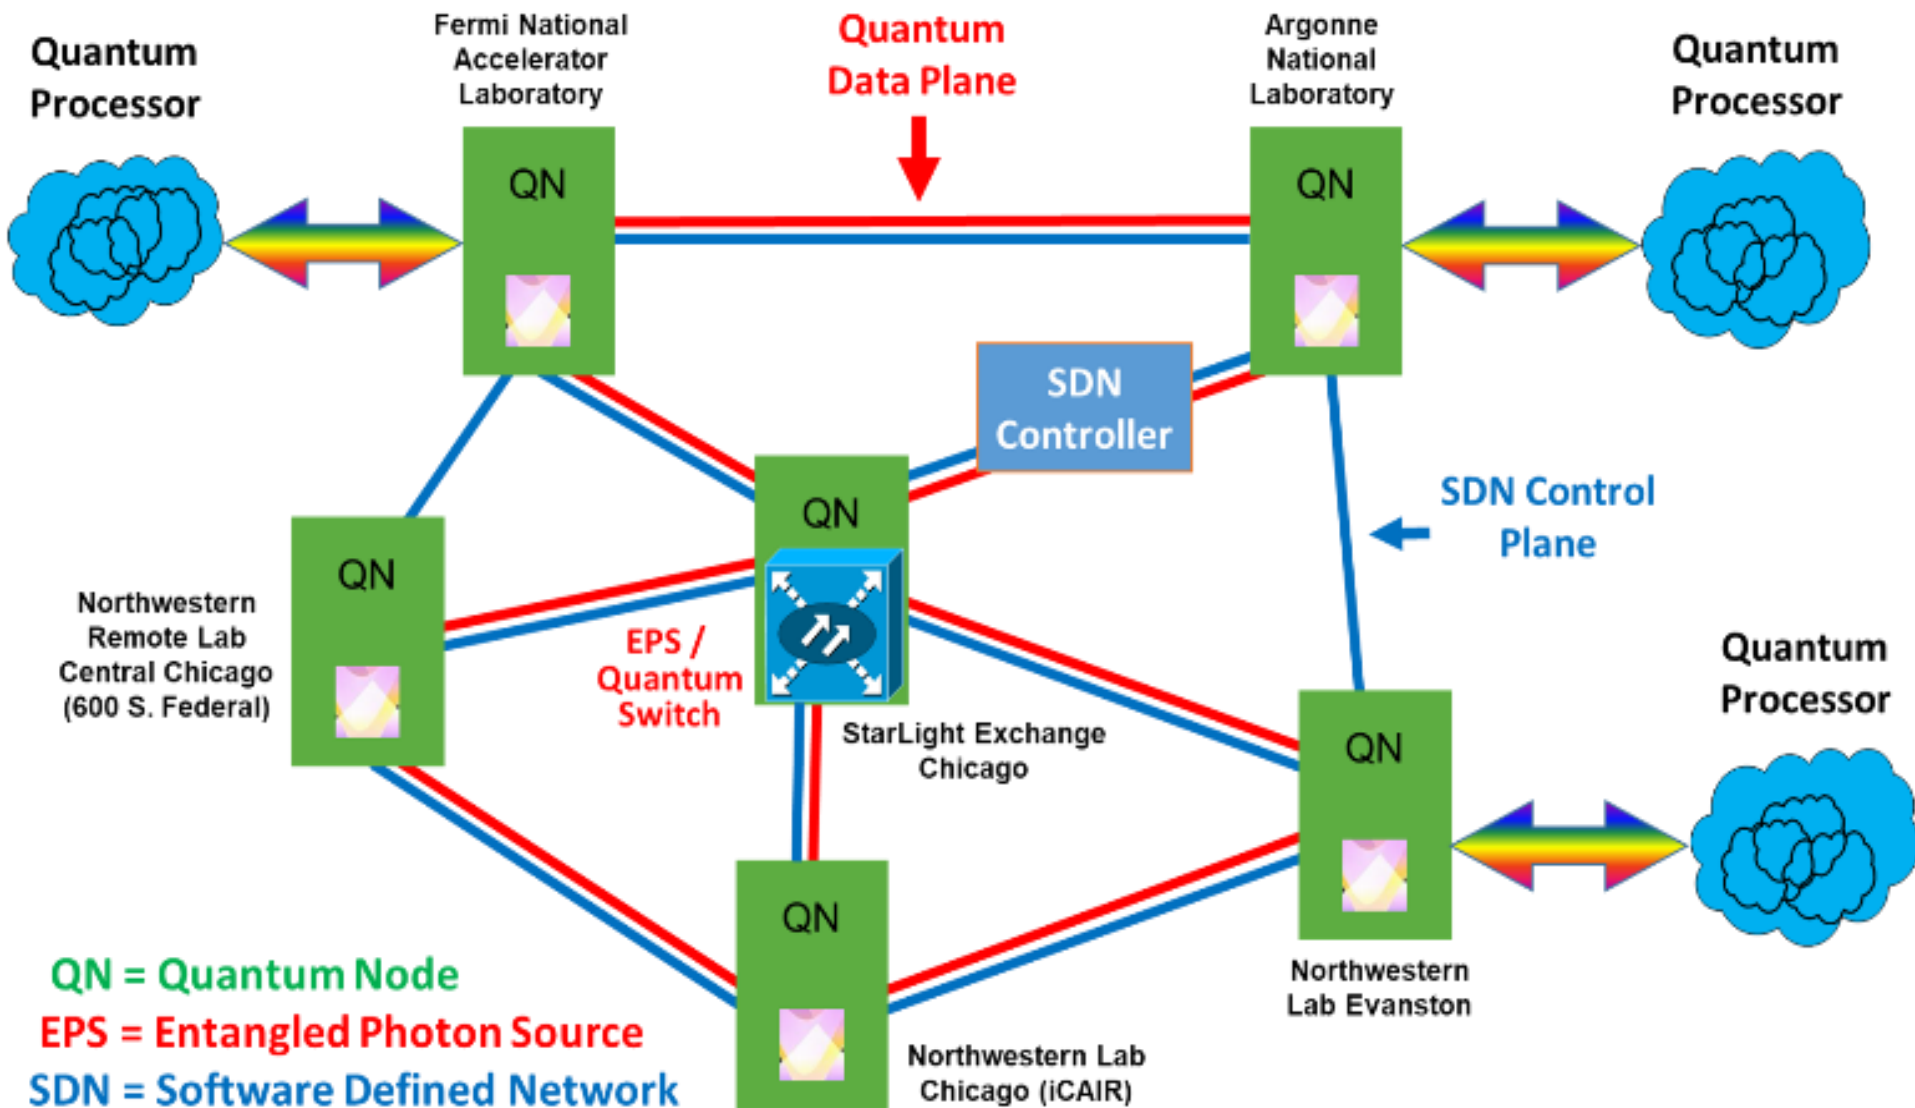 Quantum
Processor
Fermi National
Accelerator
Laboratory
Quantum
Data Plane
Argonne
National
Laboratory
Quantum
Processor
QN
QN
SDN
Controller
QN
SDN Control
Plane
QN
Northwestern
Remote Lab
Central Chicago
(600 S. Federal)
EPS /
Quantum
Switch
StarLight Exchange
Chicago
QN
Quantum
Processor
QN
Northwestern
Lab Evanston
Northwestern Lab
Chicago (iCAIR)
QN = Quantum Node
EPS = Entangled Photon Source
SDN = Software Defined Network